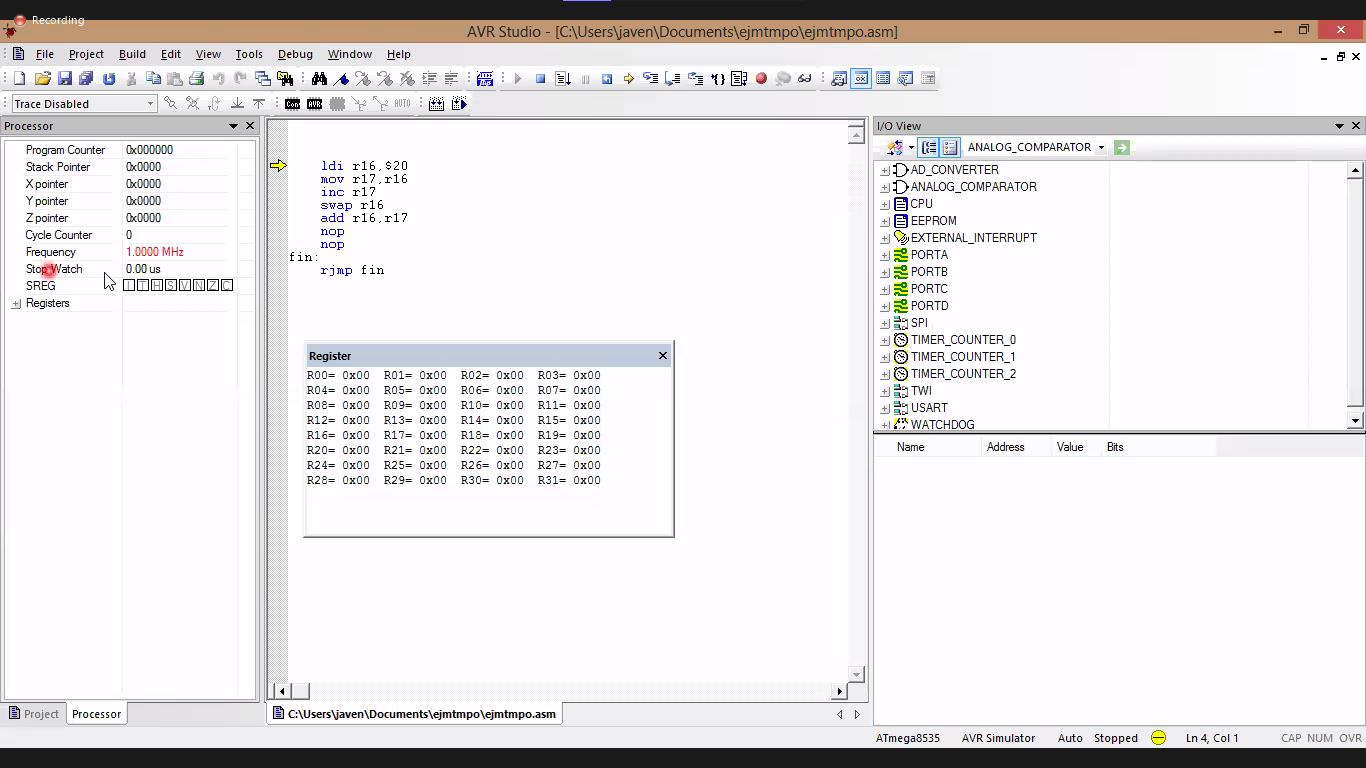 Recording
AVR Studio - [C:\Users\javen\Documents\ejmtmpo\ejmtmpo.asm]
File Project Build Edit View Tools Debug Window Help
Trace Disabled
Con AVR AUTO
Processor
Program Counter 0x000000
Stack Pointer 0x0000
X pointer 0x0000
Y pointer 0x0000
Z pointer 0x0000
Cycle Counter 0
Frequency 1.0000 MHz
Stop Watch 0.00 us
SREG I T H S V N Z C
Registers
Project Processor
ldi r16,$20
mov r17,r16
inc r17
swap r16
add r16,r17
nop
nop
fin:
rjmp fin
Register
R00= 0x00 R01= 0x00 R02= 0x00 R03= 0x00
R04= 0x00 R05= 0x00 R06= 0x00 R07= 0x00
R08= 0x00 R09= 0x00 R10= 0x00 R11= 0x00
R12= 0x00 R13= 0x00 R14= 0x00 R15= 0x00
R16= 0x00 R17= 0x00 R18= 0x00 R19= 0x00
R20= 0x00 R21= 0x00 R22= 0x00 R23= 0x00
R24= 0x00 R25= 0x00 R26= 0x00 R27= 0x00
R28= 0x00 R29= 0x00 R30= 0x00 R31= 0x00
C:\Users\javen\Documents\ejmtmpo\ejmtmpo.asm
I/O View
ANALOG_COMPARATOR
AD_CONVERTER
ANALOG_COMPARATOR
CPU
EEPROM
EXTERNAL_INTERRUPT
PORTA
PORTB
PORTC
PORTD
SPI
TIMER_COUNTER_0
TIMER_COUNTER_1
TIMER_COUNTER_2
TWI
USART
WATCHDOG
Name Address Value Bits
ATmega8535 AVR Simulator Auto Stopped Ln 4, Col 1 CAP NUM OVR